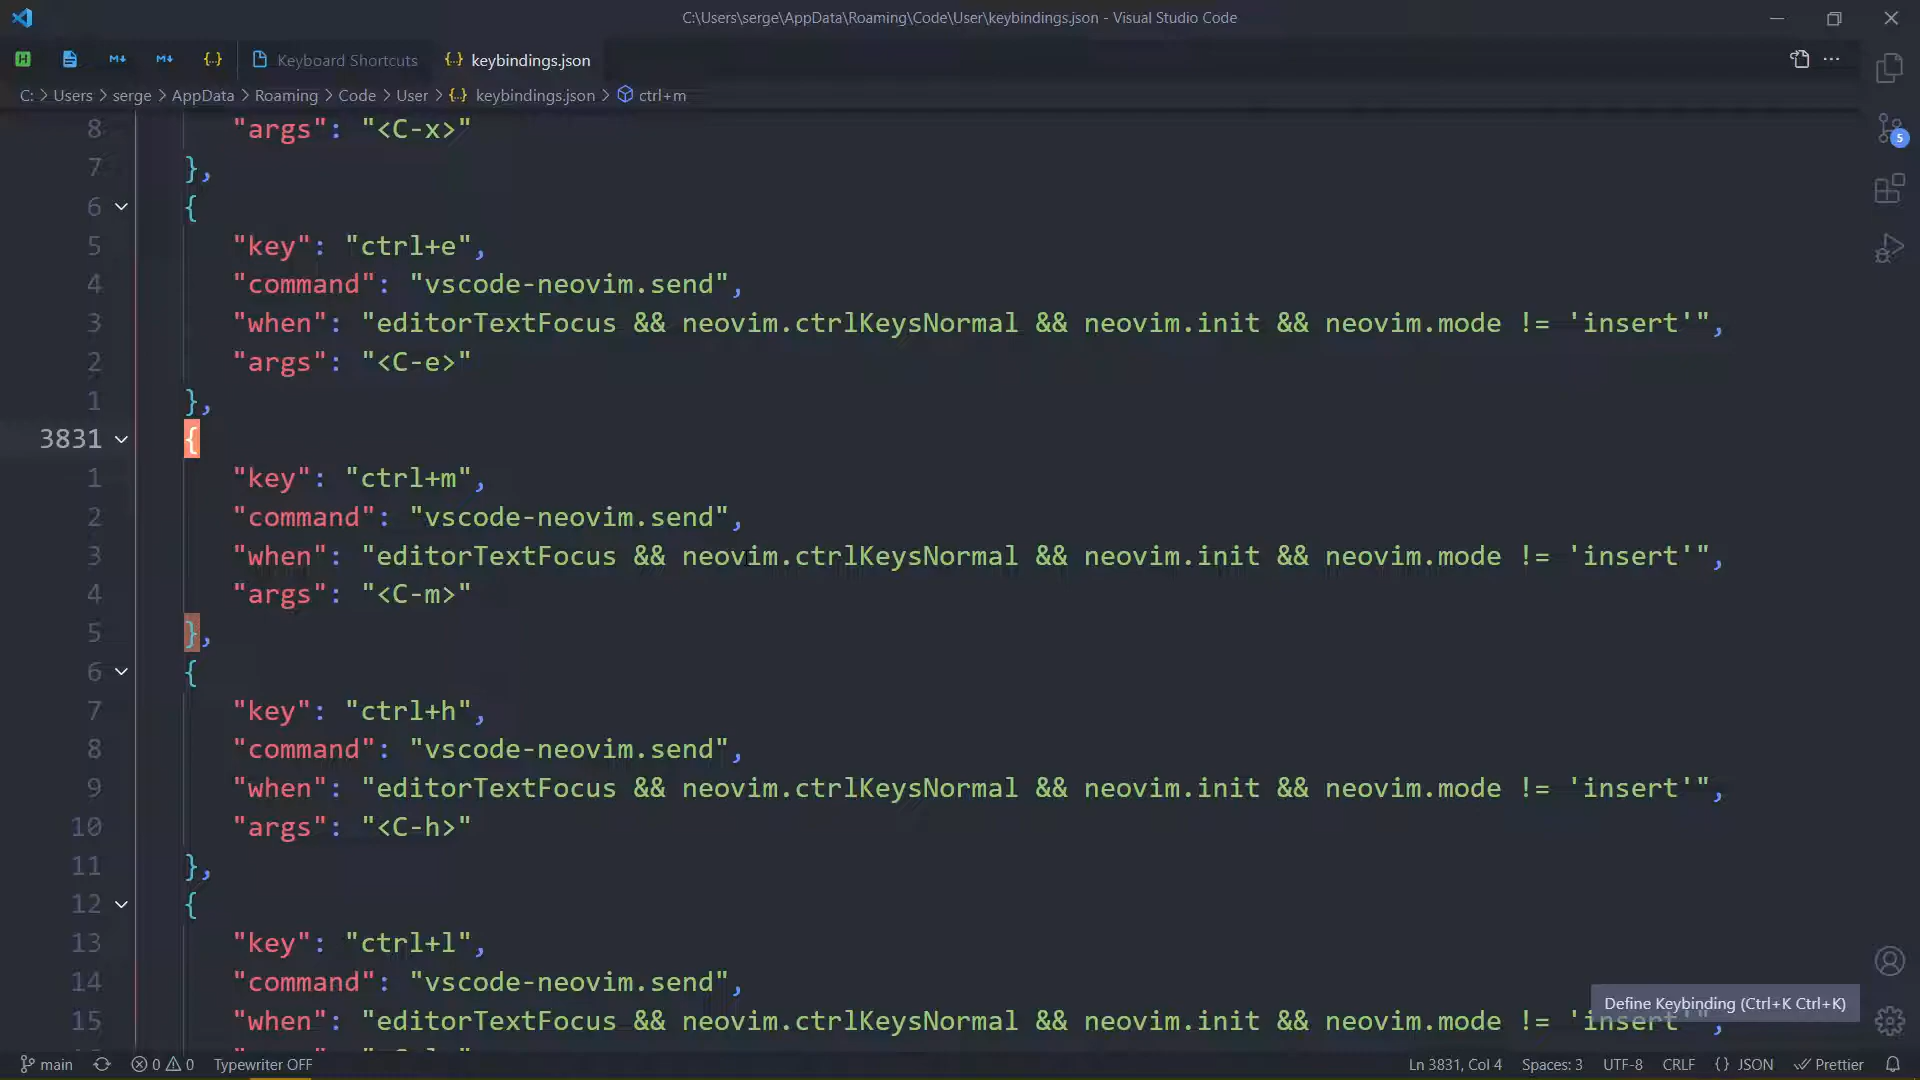 C:\Users\serge\AppData\Roaming\Code\User\keybindings.json - Visual Studio Code
Keyboard Shortcuts
{} keybindings.json
C: > Users > serge > AppData > Roaming > Code > User > {} keybindings.json > ctrl+m
8 "args": "<C-x>"
7 },
6 {
5 "key": "ctrl+e",
4 "command": "vscode-neovim.send",
3 "when": "editorTextFocus && neovim.ctrlKeysNormal && neovim.init && neovim.mode != 'insert'",
2 "args": "<C-e>"
1 },
3831 {
1 "key": "ctrl+m",
2 "command": "vscode-neovim.send",
3 "when": "editorTextFocus && neovim.ctrlKeysNormal && neovim.init && neovim.mode != 'insert'",
4 "args": "<C-m>"
5 },
6 {
7 "key": "ctrl+h",
8 "command": "vscode-neovim.send",
9 "when": "editorTextFocus && neovim.ctrlKeysNormal && neovim.init && neovim.mode != 'insert'",
10 "args": "<C-h>"
11 },
12 {
13 "key": "ctrl+l",
14 "command": "vscode-neovim.send",
15 "when": "editorTextFocus && neovim.ctrlKeysNormal && neovim.init && neovim.mode != 'insert'",
5
Define Keybinding (Ctrl+K Ctrl+K)
main 0 0 Typewriter OFF Ln 3831, Col 4 Spaces: 3 UTF-8 CRLF {} JSON Prettier